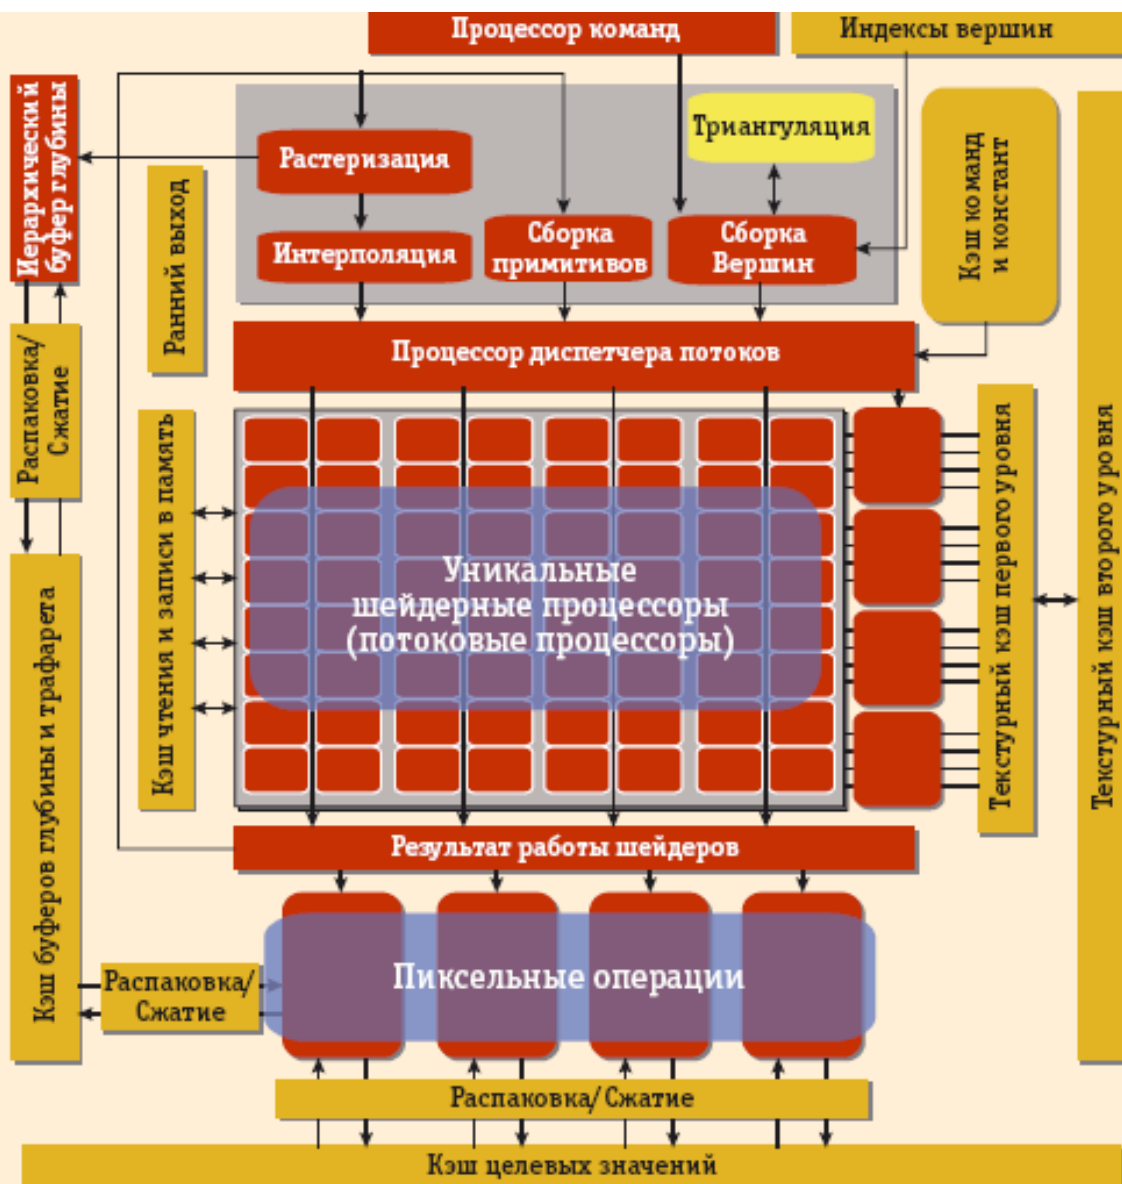 Процессор команд
Индексы вершин
Иерархический
буфер глубины
Триангуляция
Растеризация
Ранний выход
Интерполяция
Сборка
примитивов
Сборка
Вершин
Кэш команд
и констант
Процессор диспетчера потоков
Распаковка/
Сжатие
Кэш чтения и записи в память
Уникальные
шейдерные процессоры
(потоковые процессоры)
Текстурный кэш первого уровня
Текстурный кэш второго уровня
Кэш буферов глубины и трафарета
Результат работы шейдеров
Распаковка/
Сжатие
Пиксельные операции
Распаковка/Сжатие
Кэш целевых значений